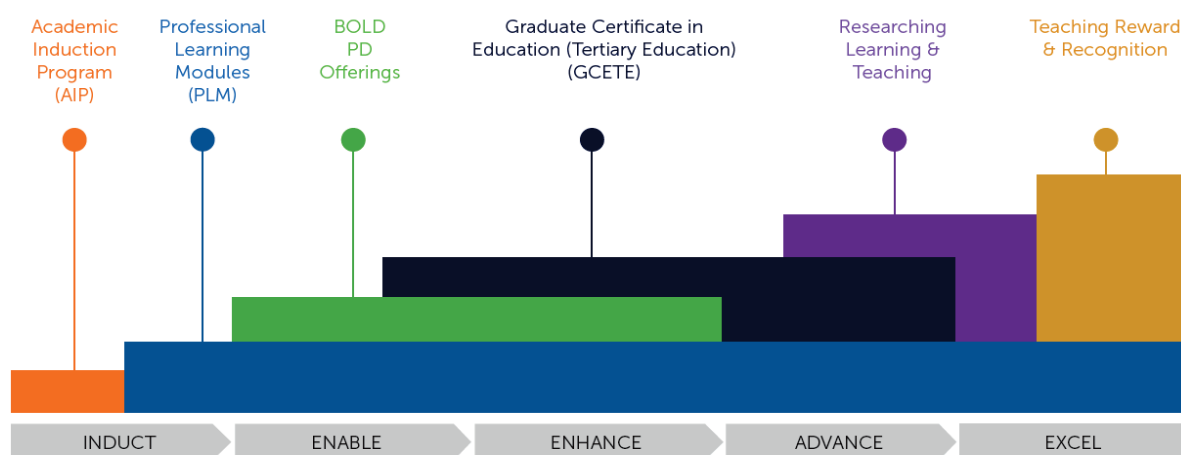 Academic
Induction
Program
(AIP)
Professional
Learning
Modules
(PLM)
BOLD
PD
Offerings
Graduate Certificate in
Education (Tertiary Education)
(GCETE)
Researching
Learning &
Teaching
Teaching Reward
& Recognition
INDUCT
ENABLE
ENHANCE
ADVANCE
EXCEL